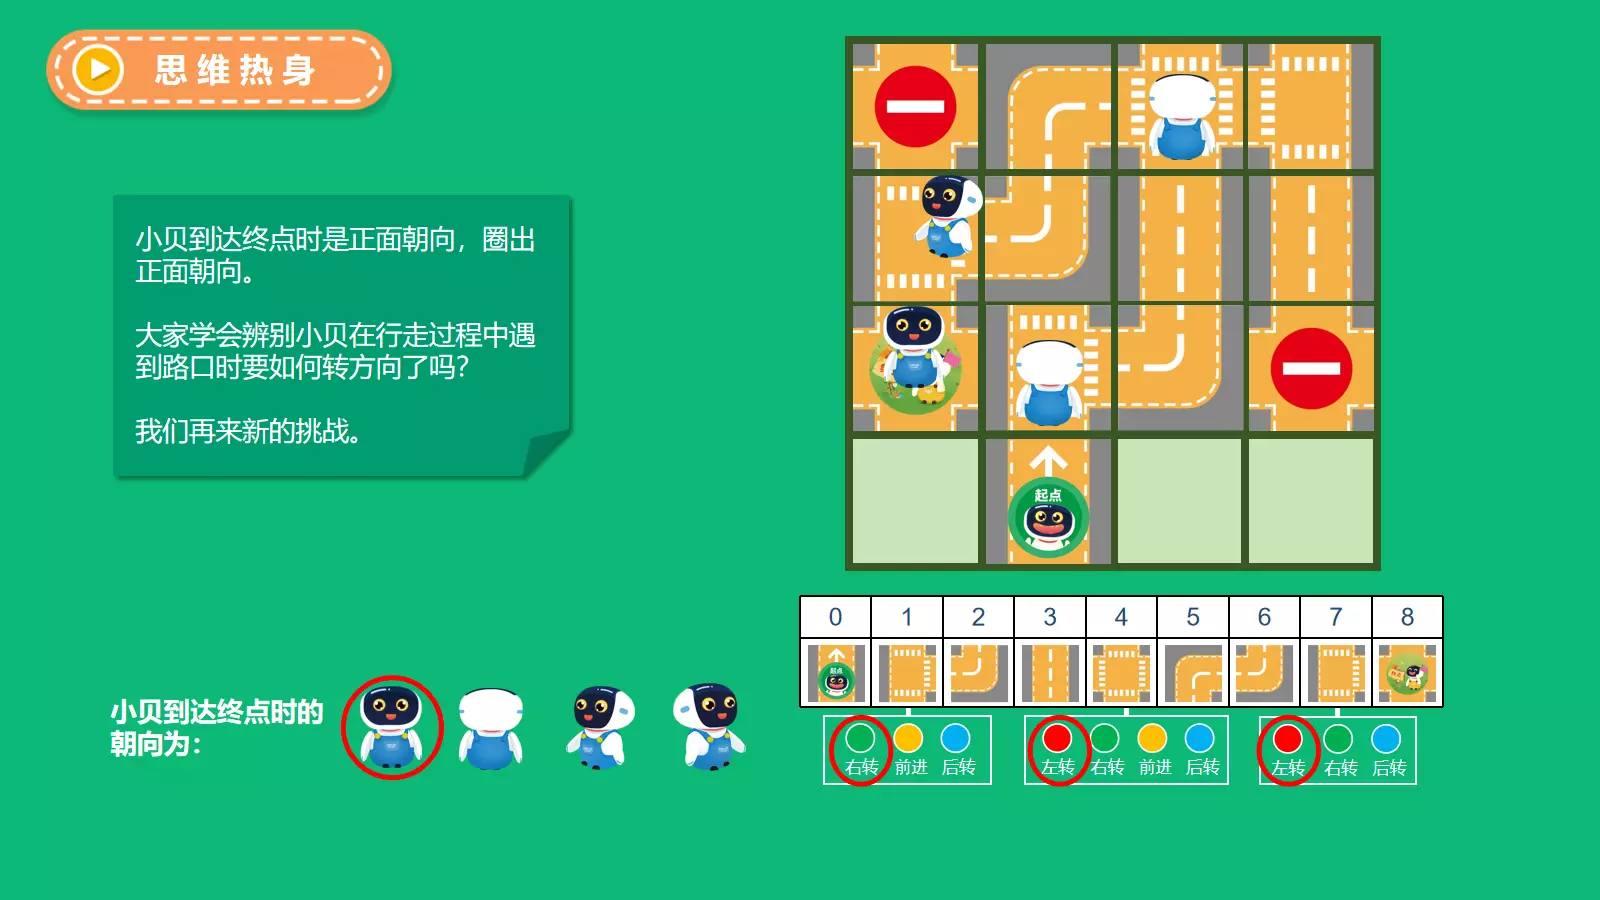 思维热身
小贝到达终点时是正面朝向，圈出
正面朝向。
大家学会辨别小贝在行走过程中遇
到路口时要如何转方向了吗？
我们再来新的挑战。
起点
0 1 2 3 4 5 6 7 8
起点
右转 前进 后转
左转 右转 前进 后转
左转 右转 后转
小贝到达终点时的
朝向为：